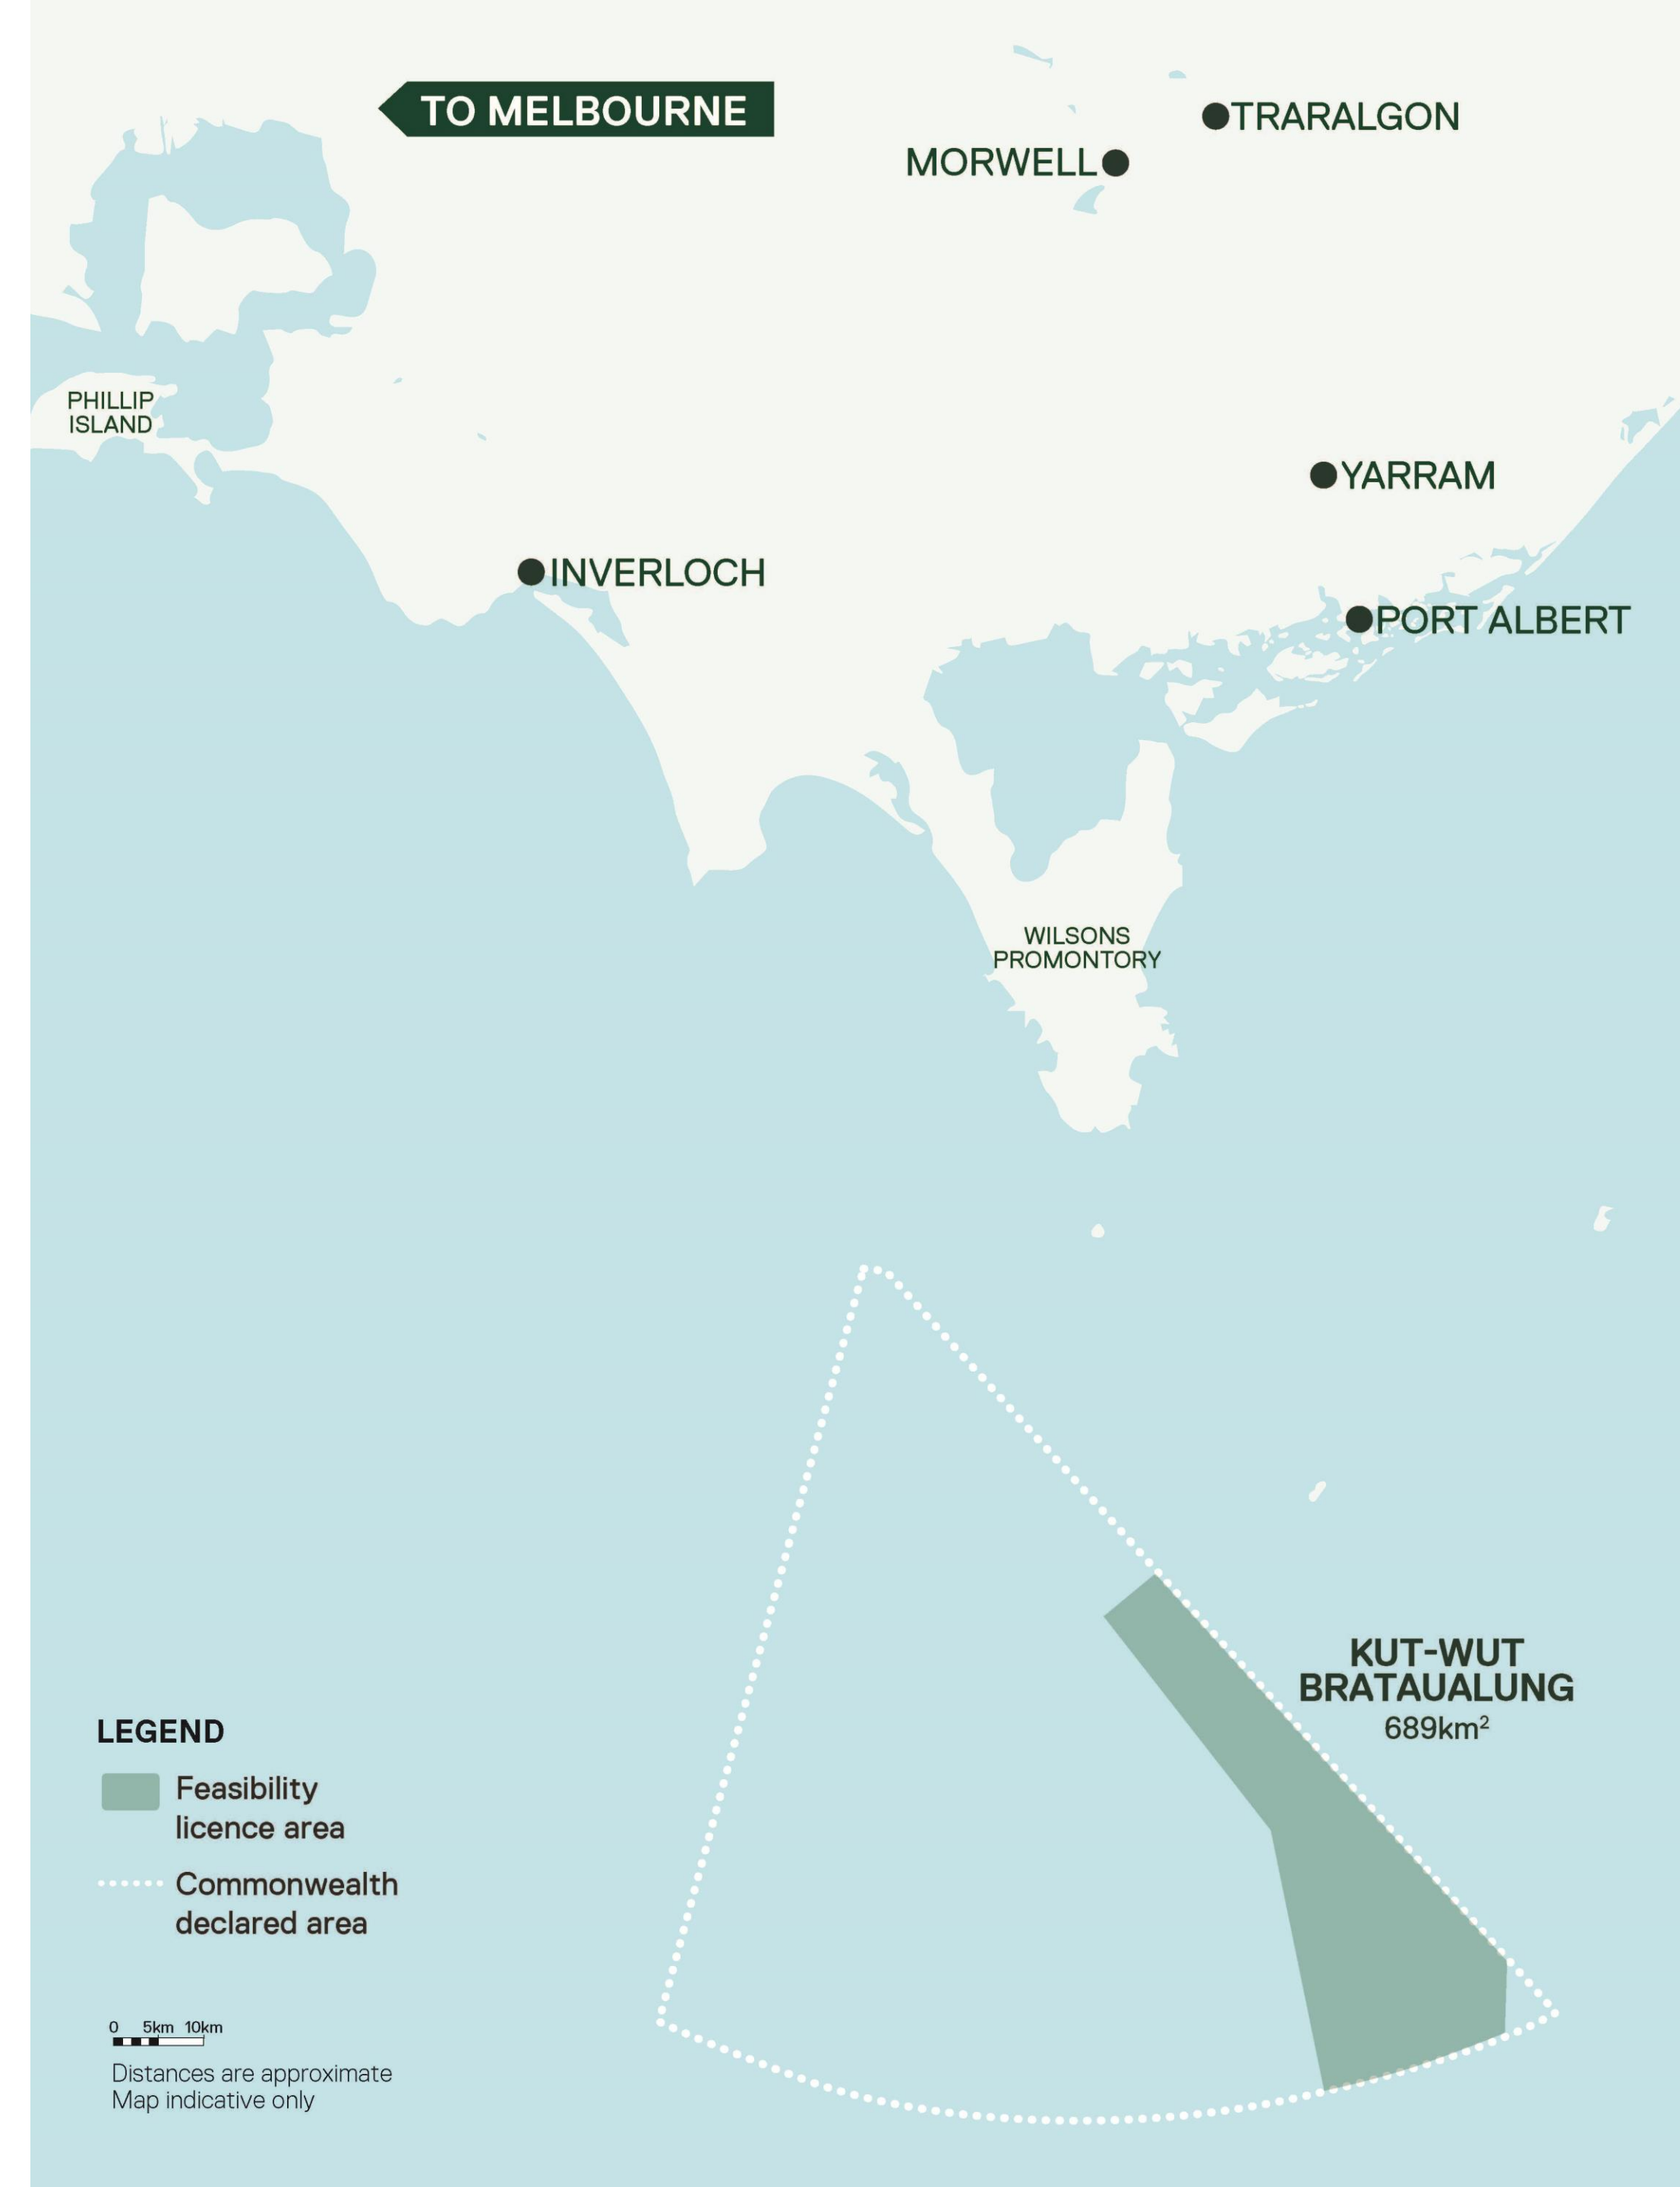 TO MELBOURNE
TRARALGON
MORWELL
PHILLIP
ISLAND
YARRAM
INVERLOCH
PORT ALBERT
WILSONS
PROMONTORY
KUT-WUT
BRATAUALUNG
689km²
LEGEND
Feasibility
licence area
Commonwealth
declared area
0 5km 10km
Distances are approximate
Map indicative only